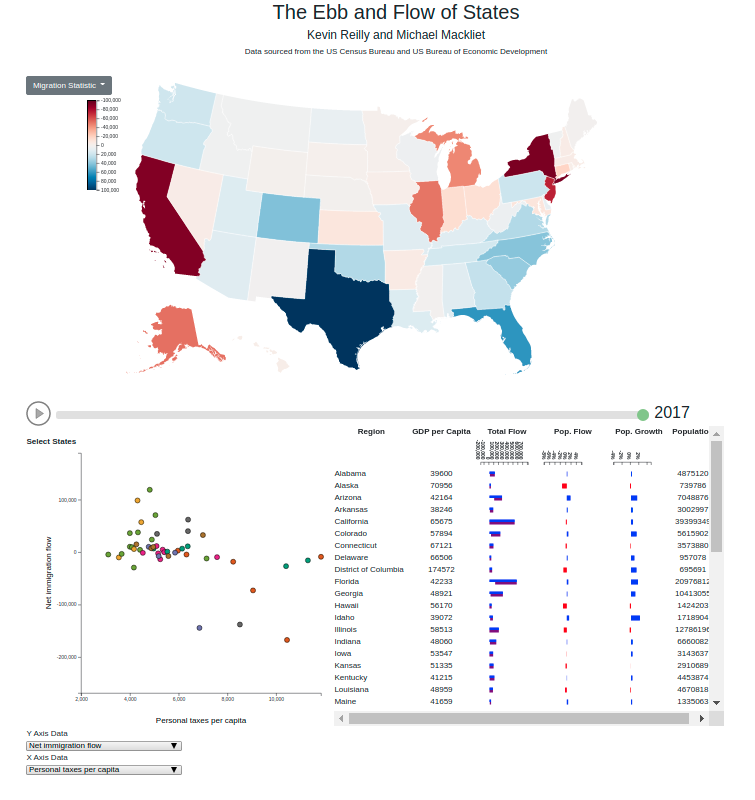 The Ebb and Flow of States
Kevin Reilly and Michael Mackliet
Data sourced from the US Census Bureau and US Bureau of Economic Development
Migration Statistic
-100,000
-80,000
-60,000
-40,000
-20,000
0
20,000
40,000
60,000
80,000
100,000
2017
Select States
Net immigration flow
100,000
0
-100,000
-200,000
2,000 4,000 6,000 8,000 10,000
Personal taxes per capita
Y Axis Data
Net immigration flow
X Axis Data
Personal taxes per capita
Region GDP per Capita Total Flow Pop. Flow Pop. Growth Populatio
Alabama 39600 4875120
Alaska 70956 739786
Arizona 42164 7048876
Arkansas 38246 3002997
California 65675 39399349
Colorado 57894 5615902
Connecticut 67121 3573880
Delaware 66506 957078
District of Columbia 174572 695691
Florida 42233 20976812
Georgia 48921 10413055
Hawaii 56170 1424203
Idaho 39072 1718904
Illinois 58513 12786196
Indiana 48060 6660082
Iowa 53547 3143637
Kansas 51335 2910689
Kentucky 41215 4453874
Louisiana 48959 4670818
Maine 41659 1335063